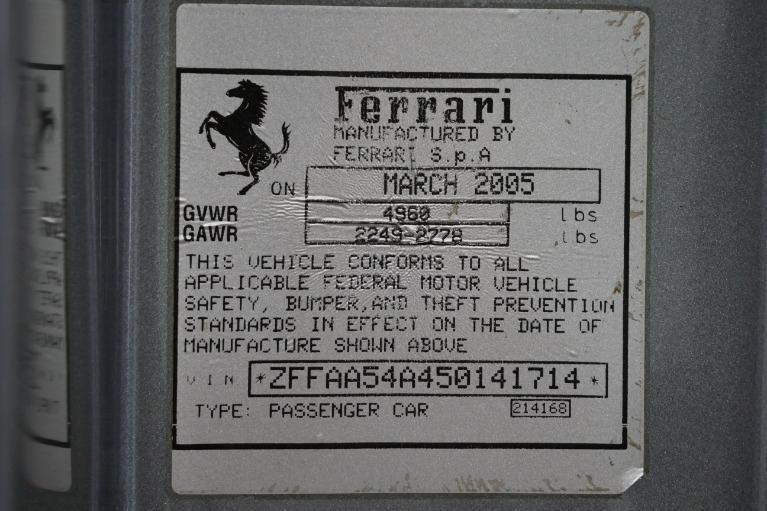 Ferrari
MANUFACTURED BY
FERRARI S.p.A
ON MARCH 2005
GVWR 4960 lbs
GAWR 2249-2778 lbs
THIS VEHICLE CONFORMS TO ALL
APPLICABLE FEDERAL MOTOR VEHICLE
SAFETY, BUMPER,AND THEFT PREVENTION
STANDARDS IN EFFECT ON THE DATE OF
MANUFACTURE SHOWN ABOVE
VIN *ZFFAA54A450141714*
TYPE: PASSENGER CAR 214168